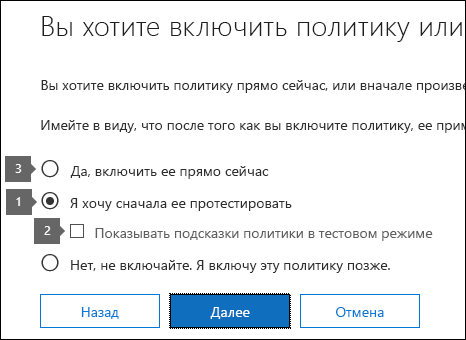 Вы хотите включить политику или
Вы хотите включить политику прямо сейчас, или вначале произве
Имейте в виду, что после того как вы включите политику, ее при
3 Да, включить ее прямо сейчас
1 Я хочу сначала ее протестировать
2 Показывать подсказки политики в тестовом режиме
Нет, не включайте. Я включу эту политику позже.
Назад Далее Отмена